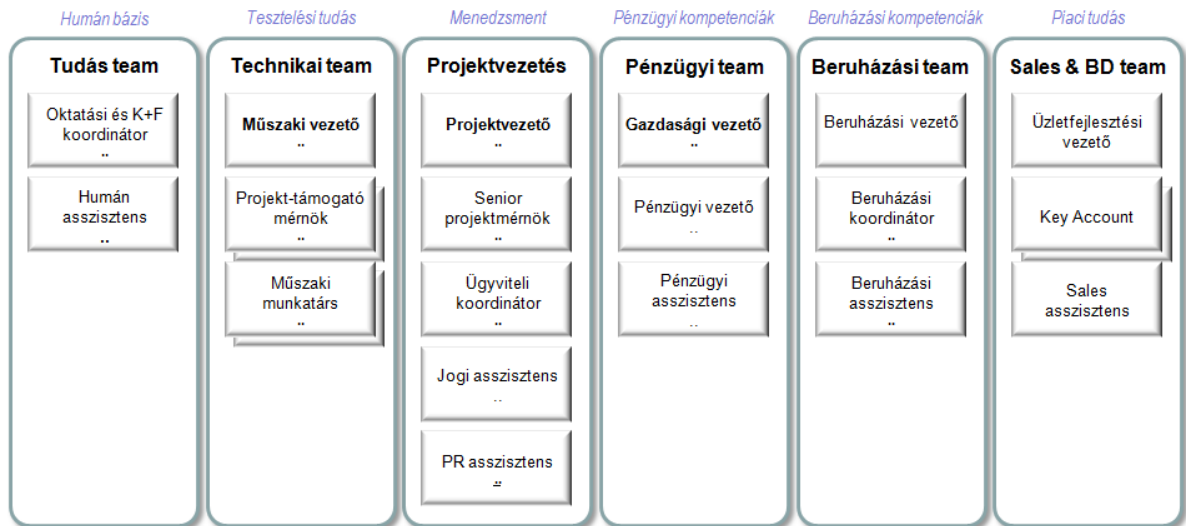 Humán bázis
Tudás team
Oktatási és K+F
koordinátor
..
Humán
asszisztens
..
Tesztelési tudás
Technikai team
Műszaki vezető
..
Projekt-támogató
mérnök
..
Műszaki
munkatárs
..
Menedzsment
Projektvezetés
Projektvezető
..
Senior
projektmérnök
..
Ügyviteli
koordinátor
..
Jogi asszisztens
..
PR asszisztens
..
Pénzügyi kompetenciák
Pénzügyi team
Gazdasági vezető
..
Pénzügyi vezető
..
Pénzügyi
asszisztens
..
Beruházási kompetenciák
Beruházási team
Beruházási vezető
Beruházási
koordinátor
..
Beruházási
asszisztens
..
Piaci tudás
Sales & BD team
Üzletfejlesztési
vezető
Key Account
Sales
asszisztens